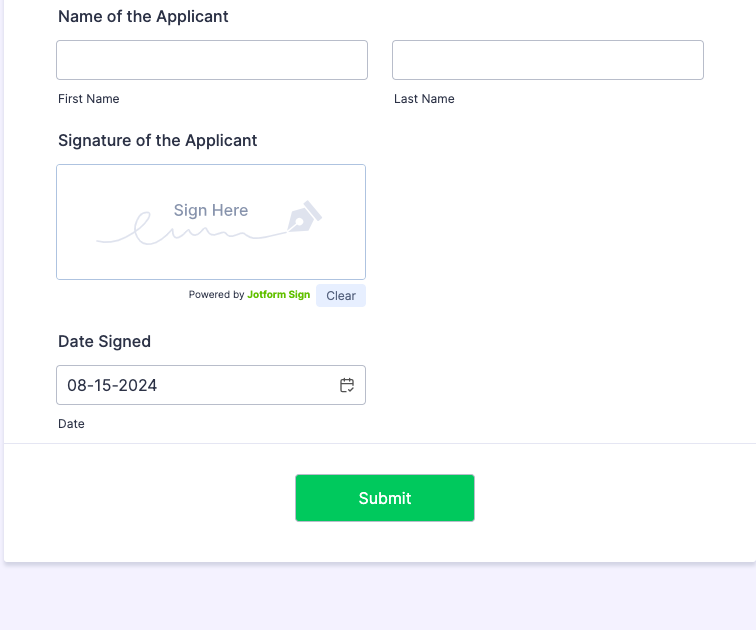 Name of the Applicant
First Name
Last Name
Signature of the Applicant
Sign Here
Powered by Jotform Sign
Clear
Date Signed
08-15-2024
Date
Submit